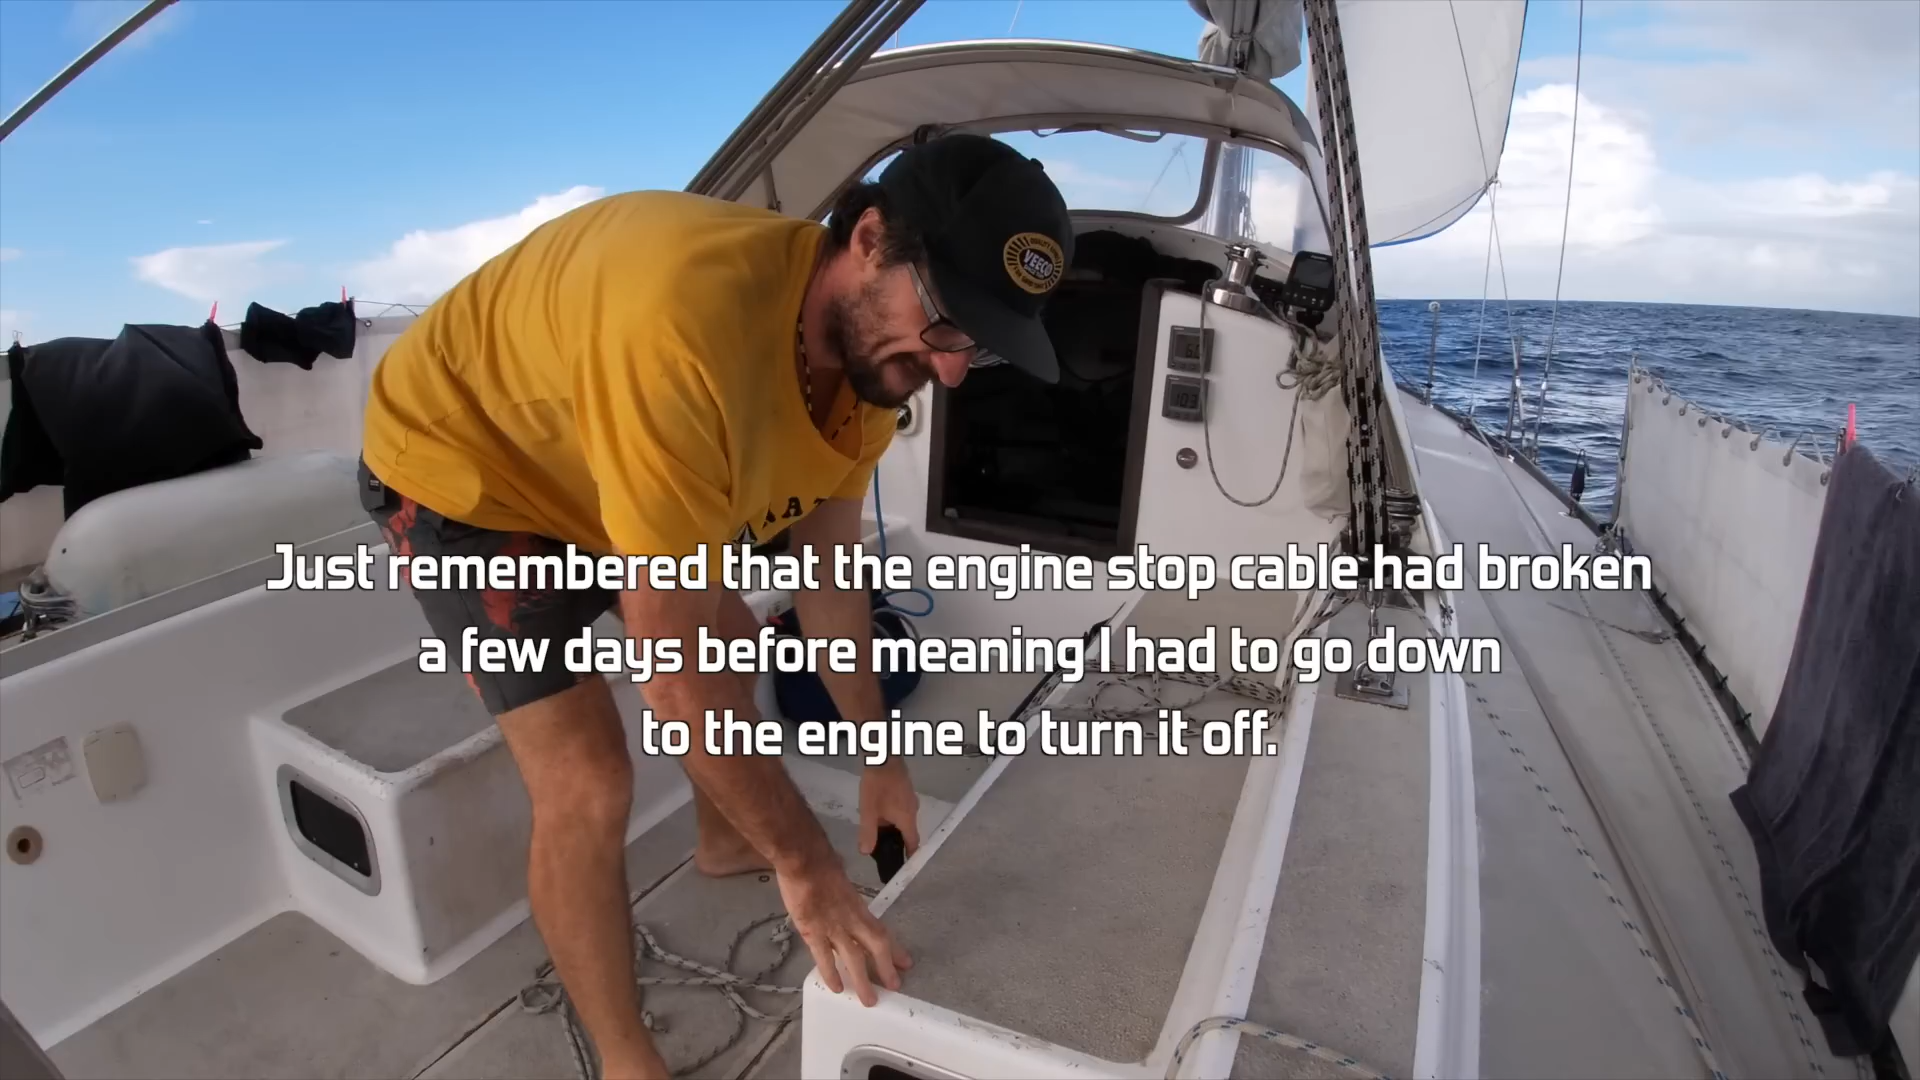 VEECO
Just remembered that the engine stop cable had broken
a few days before meaning I had to go down
to the engine to turn it off.